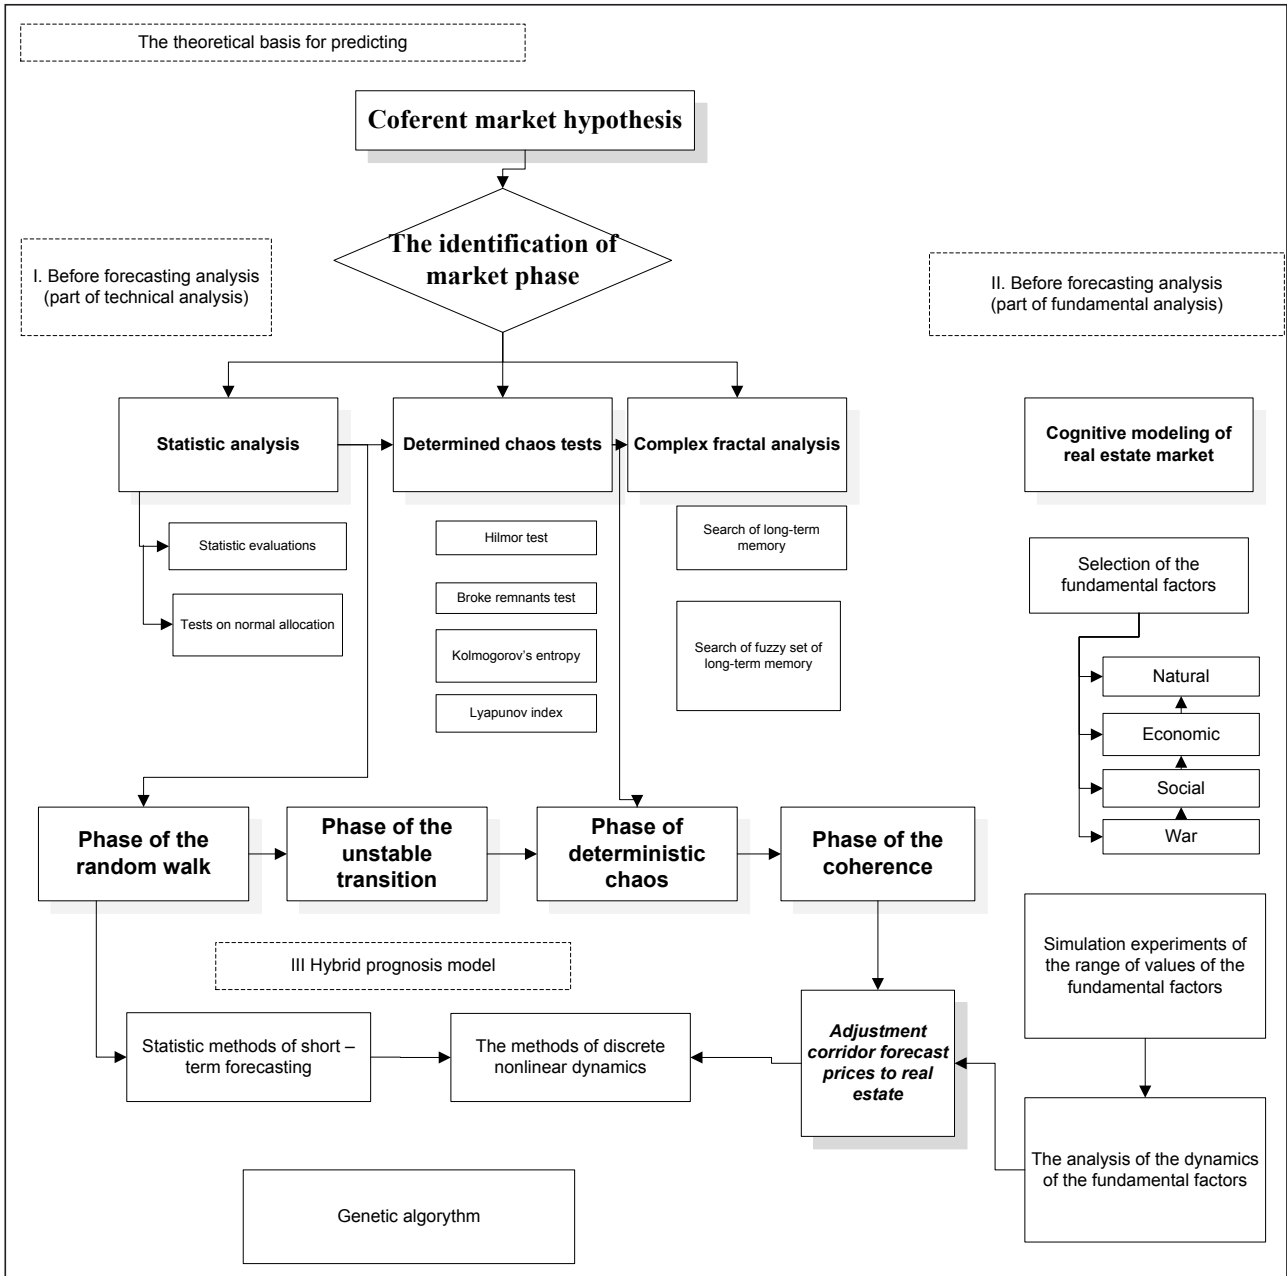 The theoretical basis for predicting
Coferent market hypothesis
The identification of
market phase
I. Before forecasting analysis
(part of technical analysis)
II. Before forecasting analysis
(part of fundamental analysis)
Statistic analysis
Determined chaos tests
Complex fractal analysis
Cognitive modeling of
real estate market
Statistic evaluations
Tests on normal allocation
Hilmor test
Broke remnants test
Kolmogorov's entropy
Lyapunov index
Search of long-term
memory
Search of fuzzy set of
long-term memory
Selection of the
fundamental factors
Natural
Economic
Social
War
Phase of the
random walk
Phase of the
unstable
transition
Phase of
deterministic
chaos
Phase of the
coherence
III Hybrid prognosis model
Simulation experiments of
the range of values of the
fundamental factors
Statistic methods of short –
term forecasting
The methods of discrete
nonlinear dynamics
Adjustment
corridor forecast
prices to real
estate
The analysis of the dynamics
of the fundamental factors
Genetic algorythm